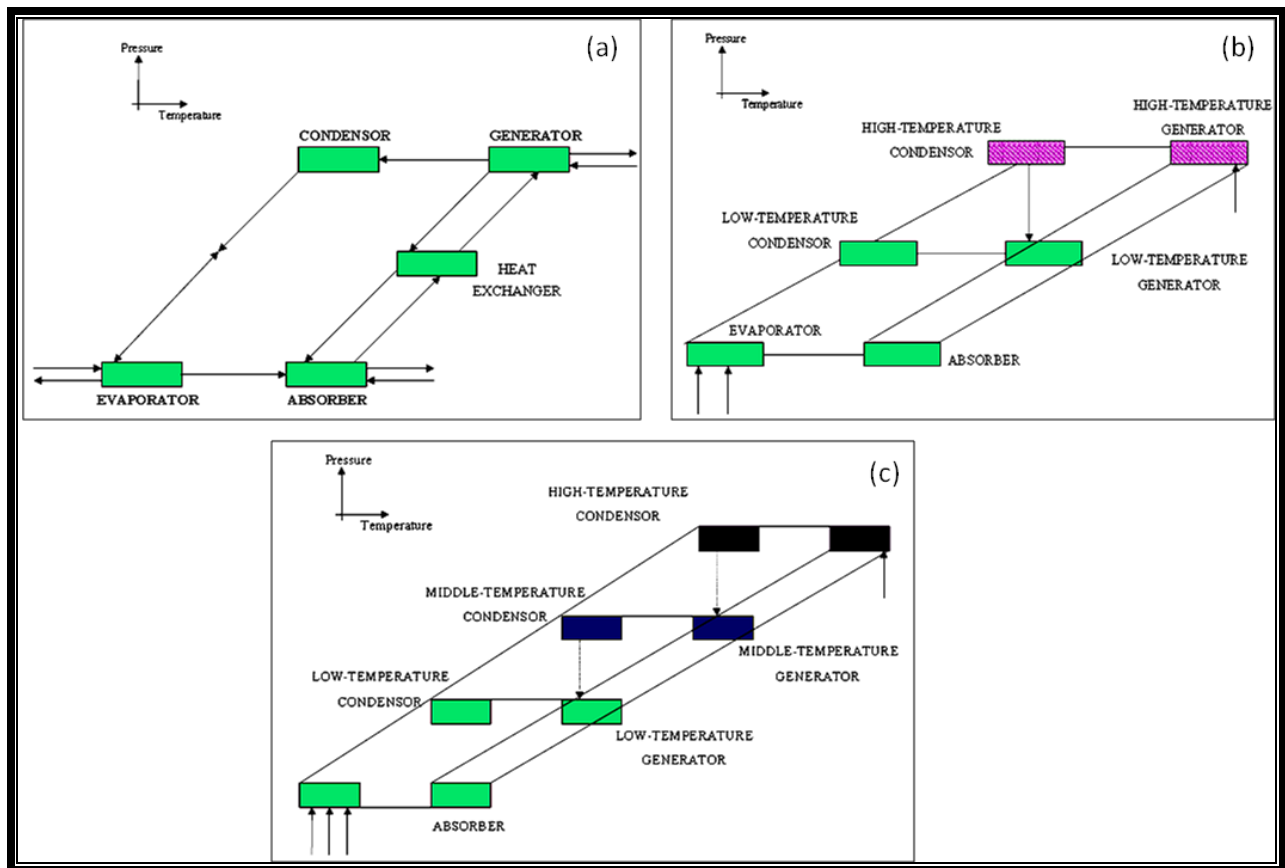 (a)
Pressure
Temperature
CONDENSOR
GENERATOR
HEAT
EXCHANGER
EVAPORATOR
ABSORBER
(b)
Pressure
Temperature
HIGH-TEMPERATURE
GENERATOR
HIGH-TEMPERATURE
CONDENSOR
LOW-TEMPERATURE
CONDENSOR
LOW-TEMPERATURE
GENERATOR
EVAPORATOR
ABSORBER
(c)
Pressure
Temperature
HIGH-TEMPERATURE
CONDENSOR
MIDDLE-TEMPERATURE
CONDENSOR
MIDDLE-TEMPERATURE
GENERATOR
LOW-TEMPERATURE
CONDENSOR
LOW-TEMPERATURE
GENERATOR
ABSORBER